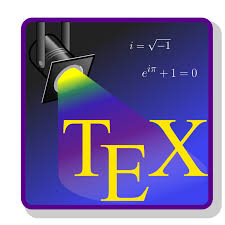 i = √−1
e^{iπ} + 1 = 0
TEX